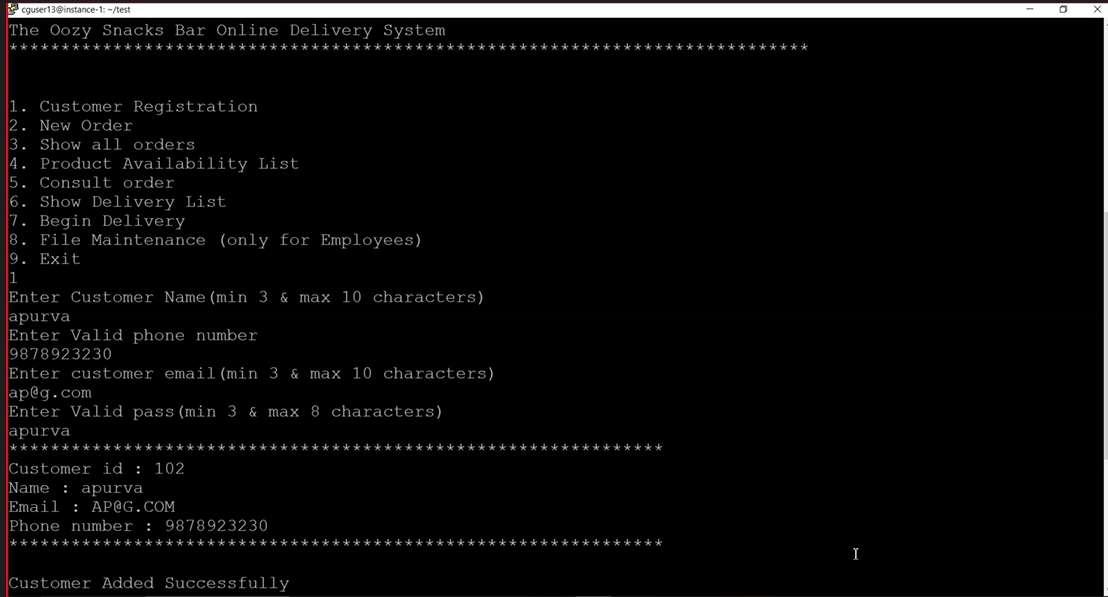 cguser13@instance-1: ~/test
The Oozy Snacks Bar Online Delivery System
*****************************************************************************
1. Customer Registration
2. New Order
3. Show all orders
4. Product Availability List
5. Consult order
6. Show Delivery List
7. Begin Delivery
8. File Maintenance (only for Employees)
9. Exit
1
Enter Customer Name(min 3 & max 10 characters)
apurva
Enter Valid phone number
9878923230
Enter customer email(min 3 & max 10 characters)
ap@g.com
Enter Valid pass(min 3 & max 8 characters)
apurva
***************************************************************
Customer id : 102
Name : apurva
Email : AP@G.COM
Phone number : 9878923230
***************************************************************
Customer Added Successfully